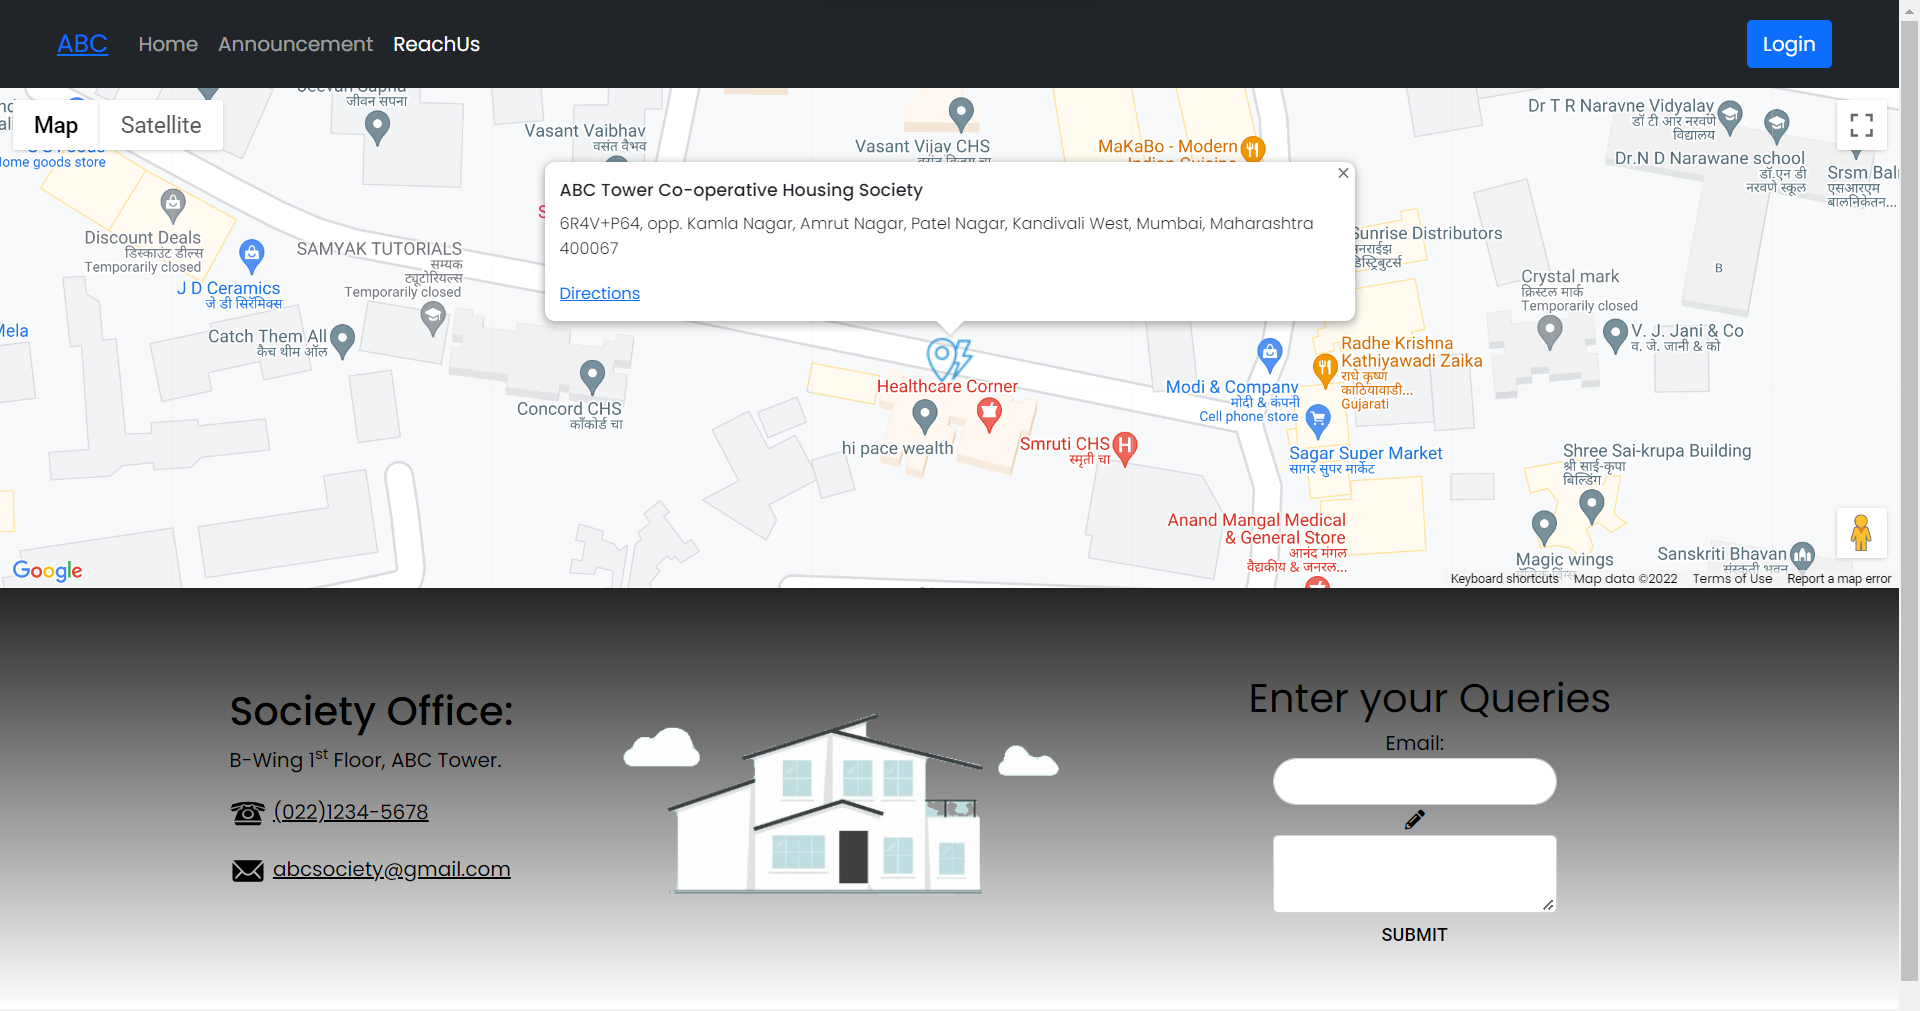 ABC Home Announcement ReachUs Login
Map Satellite
जीवन सपना
Home goods store
Vasant Vaibhav
वसंत वैभव
Vasant Vijay CHS
MaKaBo - Modern
Dr T R Naravne Vidyalay
डॉ टी आर नरवणे
विद्यालय
Dr.N D Narawane school
डॉ.एन डी
नरवणे स्कूल
Srsm Bal
एसआरएम
बालनिकेतन...
ABC Tower Co-operative Housing Society
6R4V+P64, opp. Kamla Nagar, Amrut Nagar, Patel Nagar, Kandivali West, Mumbai, Maharashtra
400067
Directions
Discount Deals
डिस्काउंट डील्स
Temporarily closed
J D Ceramics
जे डी सिरॅमिक्स
SAMYAK TUTORIALS
सम्यक
ट्यूटोरियल्स
Temporarily closed
Sunrise Distributors
डिस्ट्रिबुटर्स
B
Crystal mark
क्रिस्टल मार्क
Temporarily closed
Mela
Catch Them All
कैच थीम ऑल
V. J. Jani & Co
व. जे. जानी & को
Radhe Krishna
Kathiyawadi Zaika
राधे कृष्ण
काठियावाडी...
Gujarati
Healthcare Corner
Modi & Company
मोदी & कंपनी
Cell phone store
Concord CHS
काँकोर्ड चा
hi pace wealth
Smruti CHS
स्मृती चा
H
Sagar Super Market
सागर सुपर मार्केट
Shree Sai-krupa Building
श्री साई-कृपा
बिल्डिंग
Anand Mangal Medical
& General Store
आनंद मंगल
वैद्यकीय & जनरल...
Magic wings
Sanskriti Bhavan
संस्कृती भवन
Google
Keyboard shortcuts Map data ©2022 Terms of Use Report a map error
Society Office:
B-Wing 1st Floor, ABC Tower.
(022)1234-5678
abcsociety@gmail.com
Enter your Queries
Email:
SUBMIT